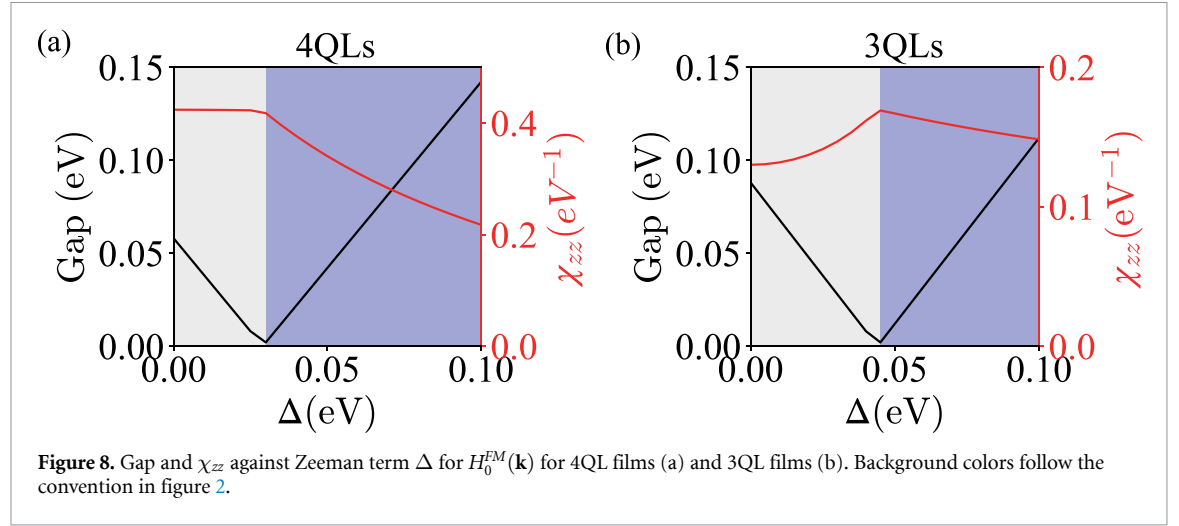 (a)
4QLs
0.15
0.10
0.05
0.00
Gap (eV)
0.4
0.2
0.0
χzz(eV⁻¹)
0.00
0.05
0.10
Δ(eV)
(b)
3QLs
0.15
0.10
0.05
0.00
Gap (eV)
0.2
0.1
0.0
χzz(eV⁻¹)
0.00
0.05
0.10
Δ(eV)
Figure 8. Gap and χzz against Zeeman term Δ for H₀^FM(k) for 4QL films (a) and 3QL films (b). Background colors follow the
convention in figure 2.